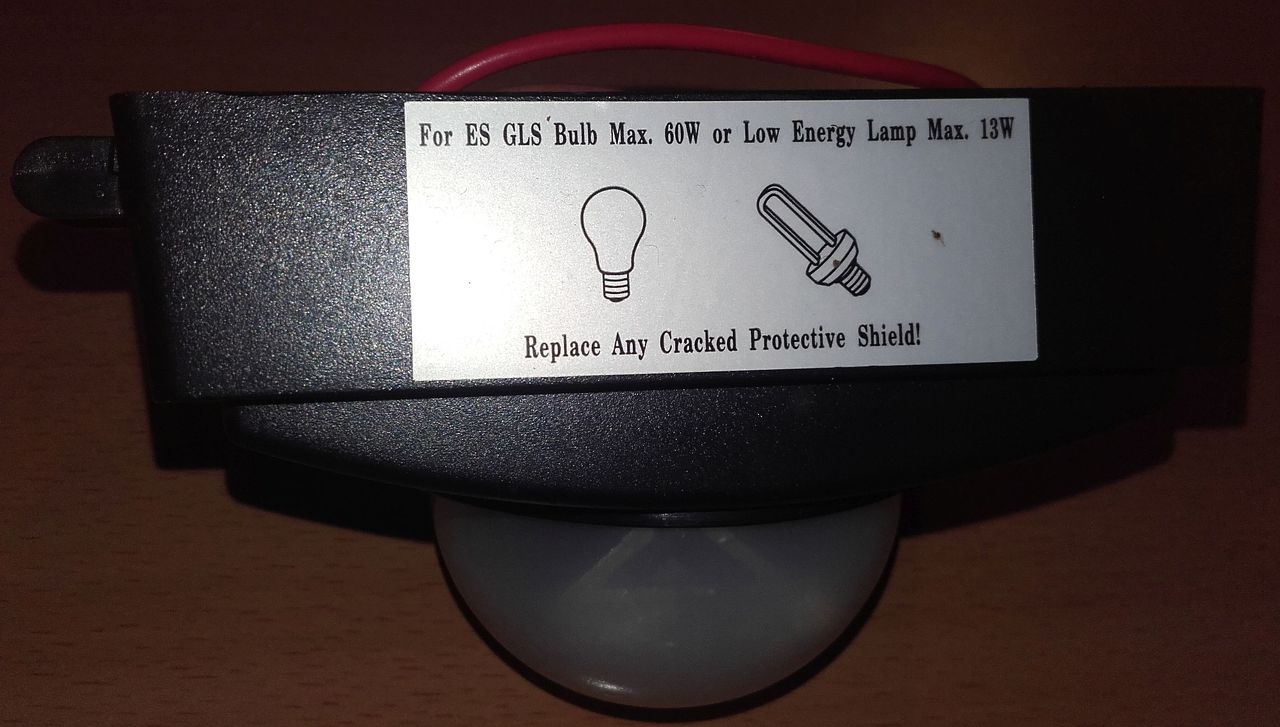 For ES GLS Bulb Max. 60W or Low Energy Lamp Max. 13W
Replace Any Cracked Protective Shield!